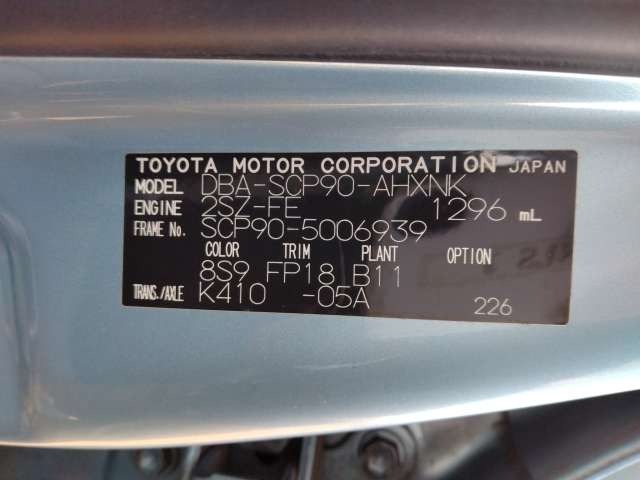 TOYOTA MOTOR CORPORATION JAPAN
MODEL DBA-SCP90-AHXNK
ENGINE 2SZ-FE 1296 mL
FRAME No. SCP90-5006939
COLOR TRIM PLANT OPTION
8S9 FP18 B11
TRANS./AXLE K410 -05A 226